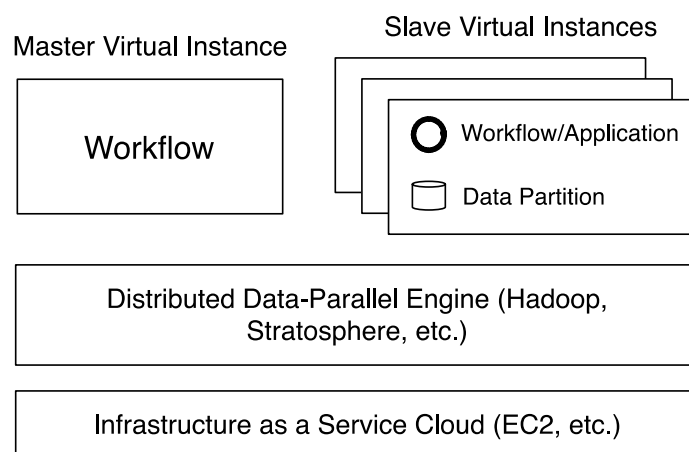 Master Virtual Instance
Slave Virtual Instances
Workflow
Workflow/Application
Data Partition
Distributed Data-Parallel Engine (Hadoop,
Stratosphere, etc.)
Infrastructure as a Service Cloud (EC2, etc.)